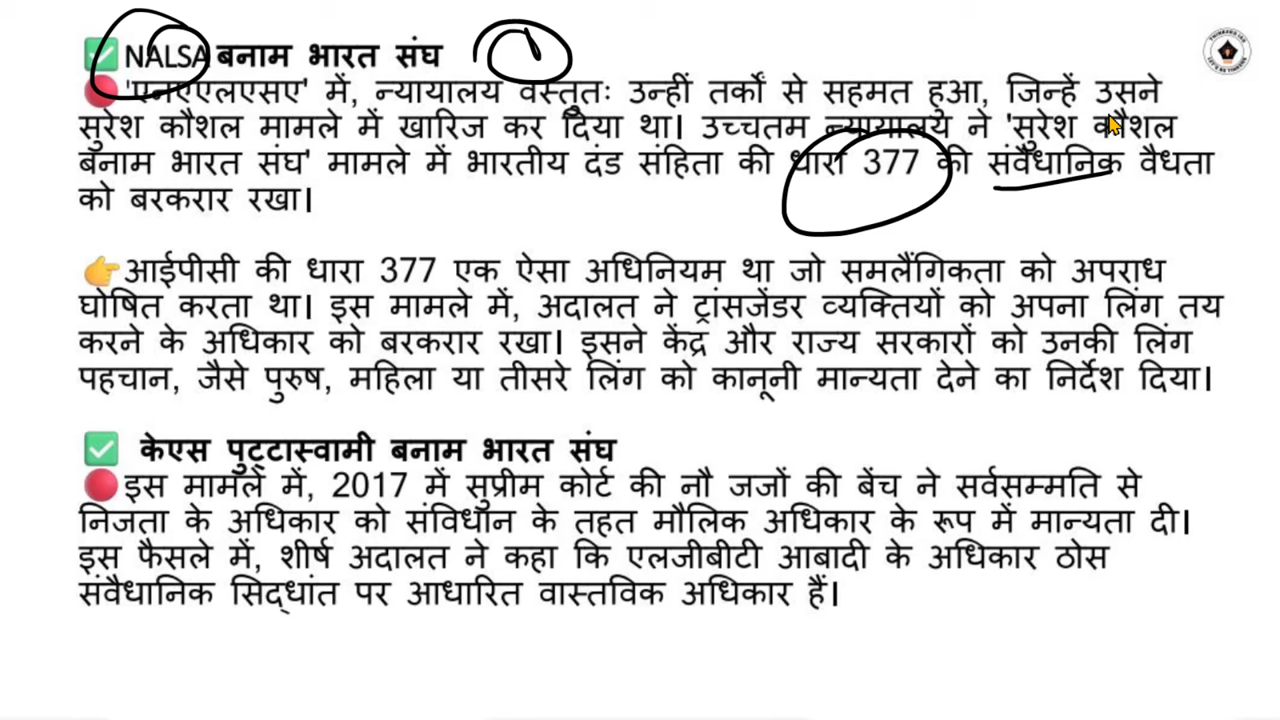 NALSA बनाम भारत संघ
'एनएएलएसए' में, न्यायालय वस्तुतः उन्हीं तर्कों से सहमत हुआ, जिन्हें उसने
सुरेश कौशल मामले में खारिज कर दिया था। उच्चतम न्यायालय ने 'सुरेश कौशल
बनाम भारत संघ' मामले में भारतीय दंड संहिता की धारा 377 की संवैधानिक वैधता
को बरकरार रखा।
👉आईपीसी की धारा 377 एक ऐसा अधिनियम था जो समलैंगिकता को अपराध
घोषित करता था। इस मामले में, अदालत ने ट्रांसजेंडर व्यक्तियों को अपना लिंग तय
करने के अधिकार को बरकरार रखा। इसने केंद्र और राज्य सरकारों को उनकी लिंग
पहचान, जैसे पुरुष, महिला या तीसरे लिंग को कानूनी मान्यता देने का निर्देश दिया।
केएस पुट्टास्वामी बनाम भारत संघ
इस मामले में, 2017 में सुप्रीम कोर्ट की नौ जजों की बेंच ने सर्वसम्मति से
निजता के अधिकार को संविधान के तहत मौलिक अधिकार के रूप में मान्यता दी।
इस फैसले में, शीर्ष अदालत ने कहा कि एलजीबीटी आबादी के अधिकार ठोस
संवैधानिक सिद्धांत पर आधारित वास्तविक अधिकार हैं।